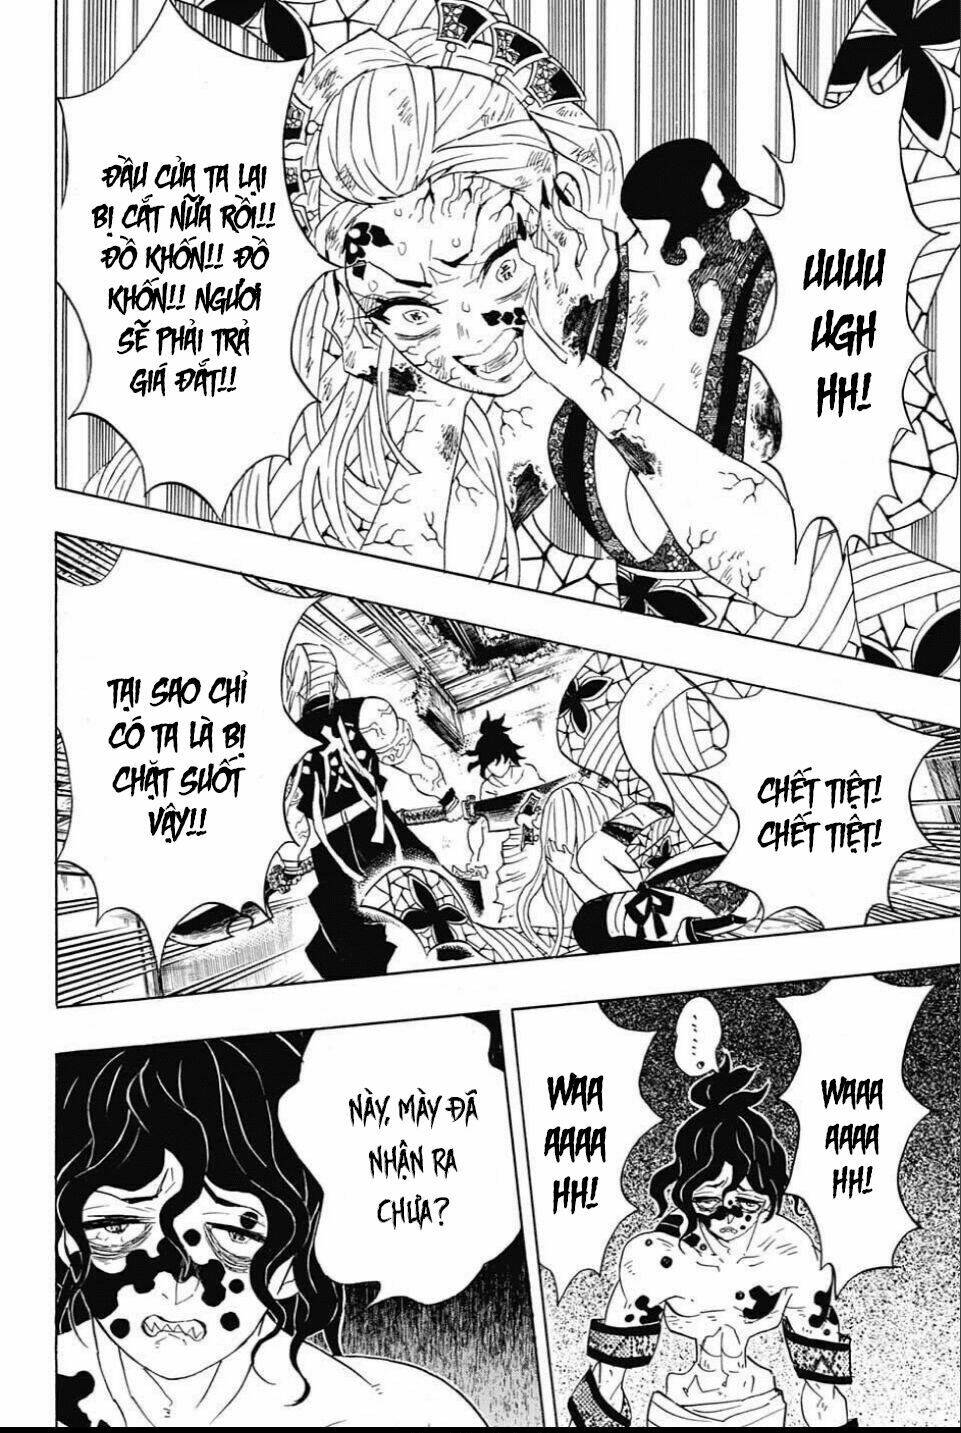 UUUU
UGH
HH!
ĐẦU CỦA TA LẠI
BỊ CẮT NỮA RỒI!!
ĐỒ KHỐN!! ĐỒ
KHỐN!! NGƯƠI
SẼ PHẢI TRẢ
GIÁ ĐẮT!!
CHẾT TIỆT!
CHẾT TIỆT!
TẠI SAO CHỈ
CÓ TA LÀ BỊ
CHẶT SUỐT
VẬY!!
WAAA
AAAA
HH!
......
WAA
AAAA
HH!
NÀY, MÀY ĐÃ
NHẬN RA
CHƯA?